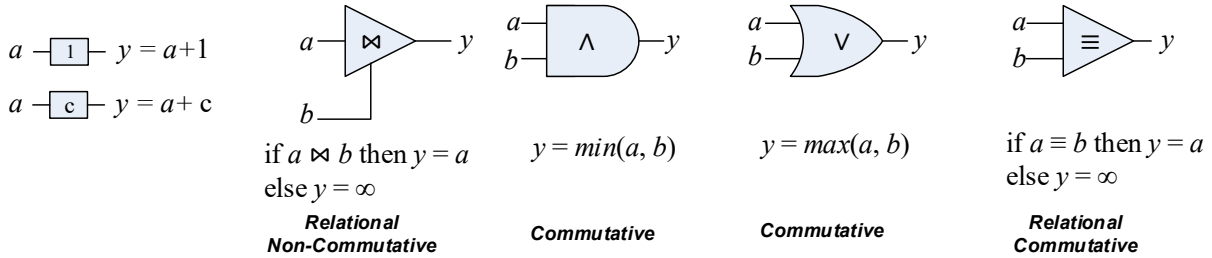 a 1 y = a+1
a c y = a+ c
a ⋈ y
b
if a ⋈ b then y = a
else y = ∞
Relational
Non-Commutative
a
b ∧ y
y = min(a, b)
Commutative
a
b ∨ y
y = max(a, b)
Commutative
a
b ≡ y
if a ≡ b then y = a
else y = ∞
Relational
Commutative